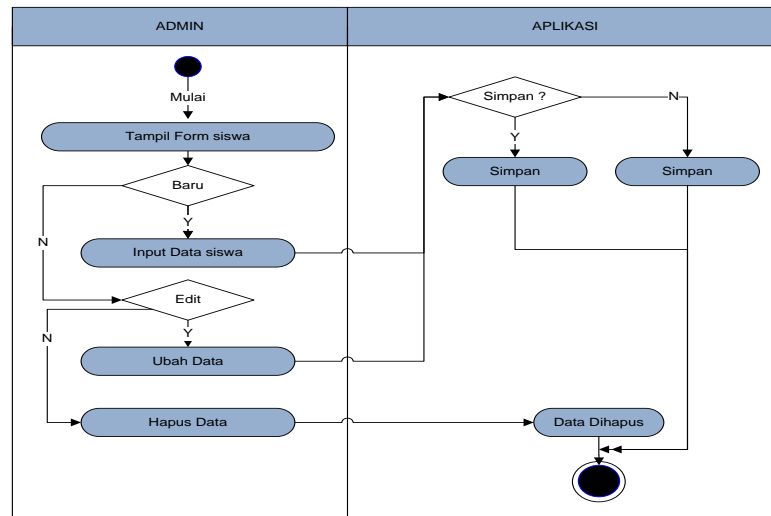 ADMIN
APLIKASI
Mulai
Simpan ?
N
Tampil Form siswa
Y
Simpan
Simpan
Baru
Y
N
Input Data siswa
Edit
Y
N
Ubah Data
Hapus Data
Data Dihapus